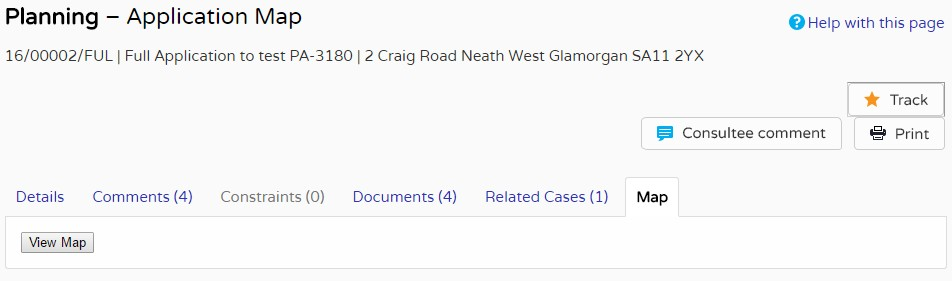 Planning – Application Map
Help with this page
16/00002/FUL | Full Application to test PA-3180 | 2 Craig Road Neath West Glamorgan SA11 2YX
Track
Consultee comment
Print
Details
Comments (4)
Constraints (0)
Documents (4)
Related Cases (1)
Map
View Map